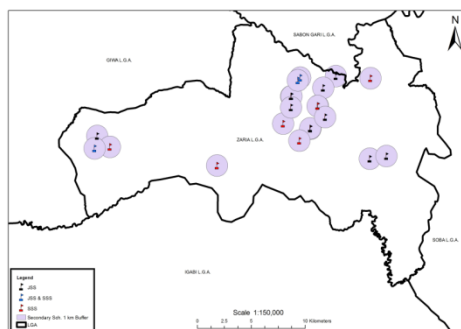 SABON GARI L.G.A.
N
GIWA L.G.A.
ZARIA L.G.A.
SOBA L.G.A.
IGABI L.G.A.
Legend
JSS
JSS & SSS
SSS
Secondary Sch. 1 km Buffer
LGA
Scale 1:150,000
0 2.5 5 10 Kilometers